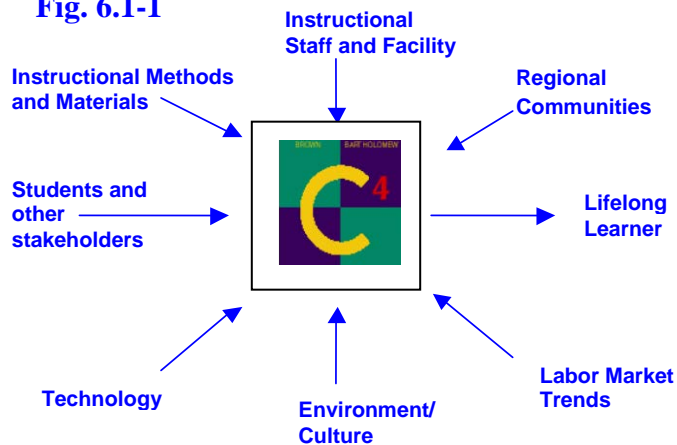 Fig. 6.1-1
Instructional
Staff and Facility
Instructional Methods
and Materials
Regional
Communities
BROWN BARTHOLOMEW
C4
Students and
other
stakeholders
Lifelong
Learner
Technology
Environment/
Culture
Labor Market
Trends